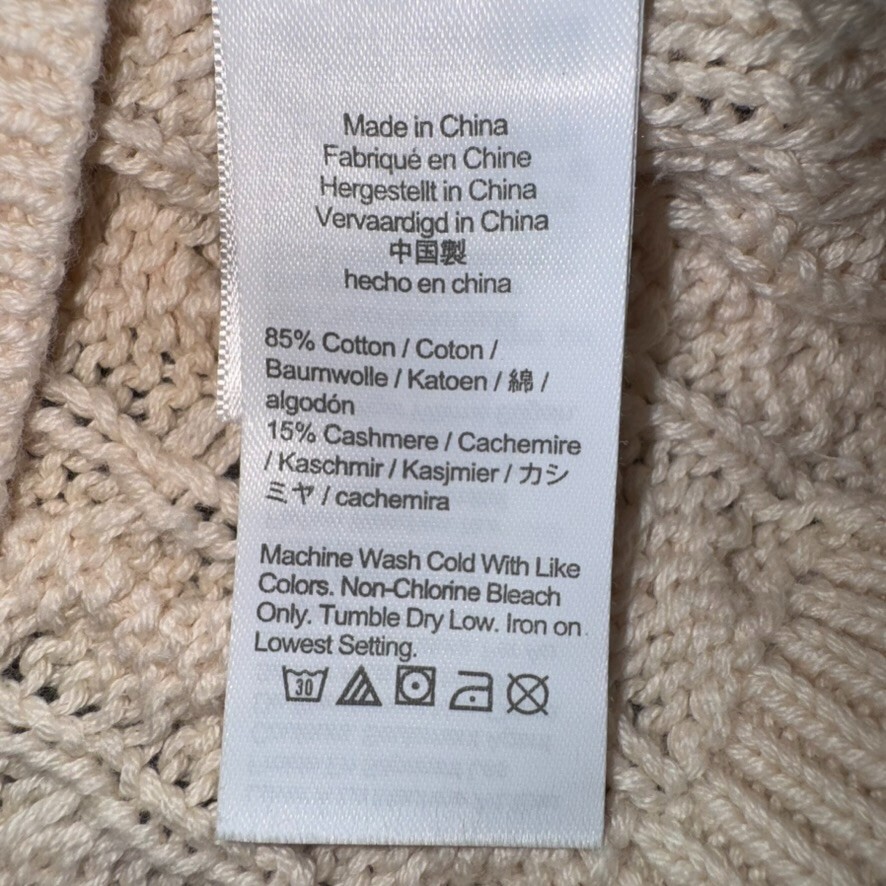 Made in China
Fabriqué en Chine
Hergestellt in China
Vervaardigd in China
中国製
hecho en china
85% Cotton / Coton /
Baumwolle / Katoen / 綿 /
algodón
15% Cashmere / Cachemire
/ Kaschmir / Kasjmier / カシ
ミヤ / cachemira
Machine Wash Cold With Like
Colors. Non-Chlorine Bleach
Only. Tumble Dry Low. Iron on
Lowest Setting.
30